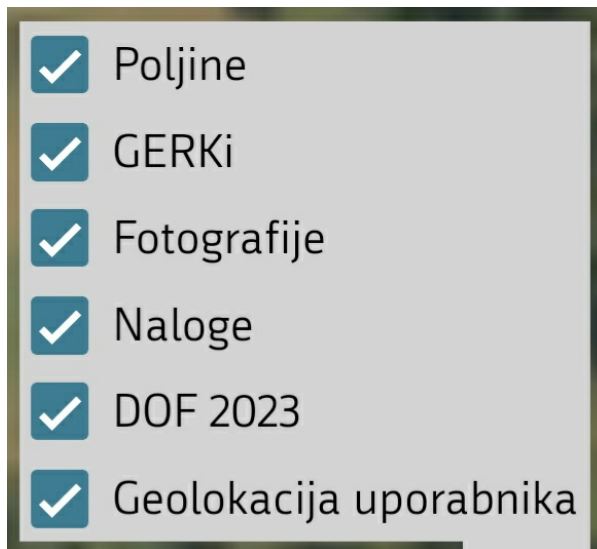 Poljine
GERKi
Fotografije
Naloge
DOF 2023
Geolokacija uporabnika